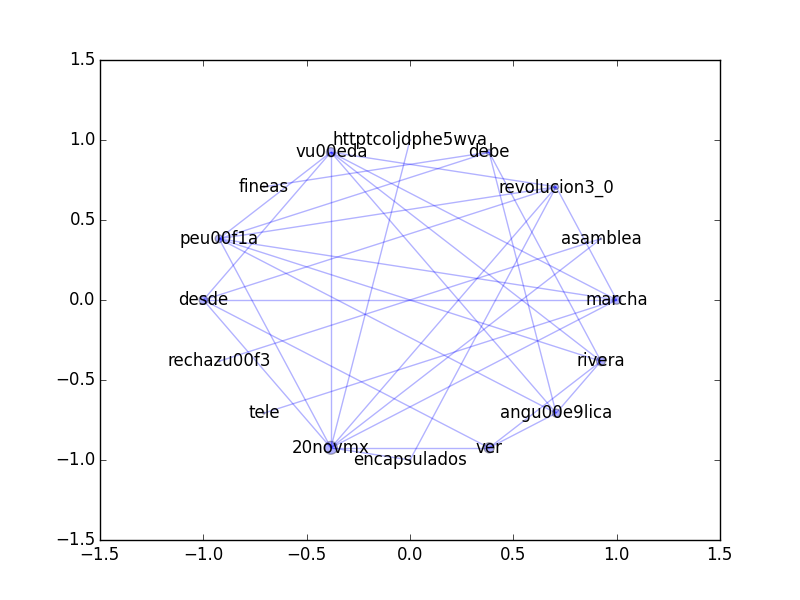 1.5
1.0
0.5
0.0
−0.5
−1.0
−1.5
httptcoljdphe5wva
vu00eda
debe
fineas
revolucion3_0
peu00f1a
asamblea
desde
marcha
rechazu00f3
rivera
tele
angu00e9lica
20novmx
ver
encapsulados
−1.5 −1.0 −0.5 0.0 0.5 1.0 1.5